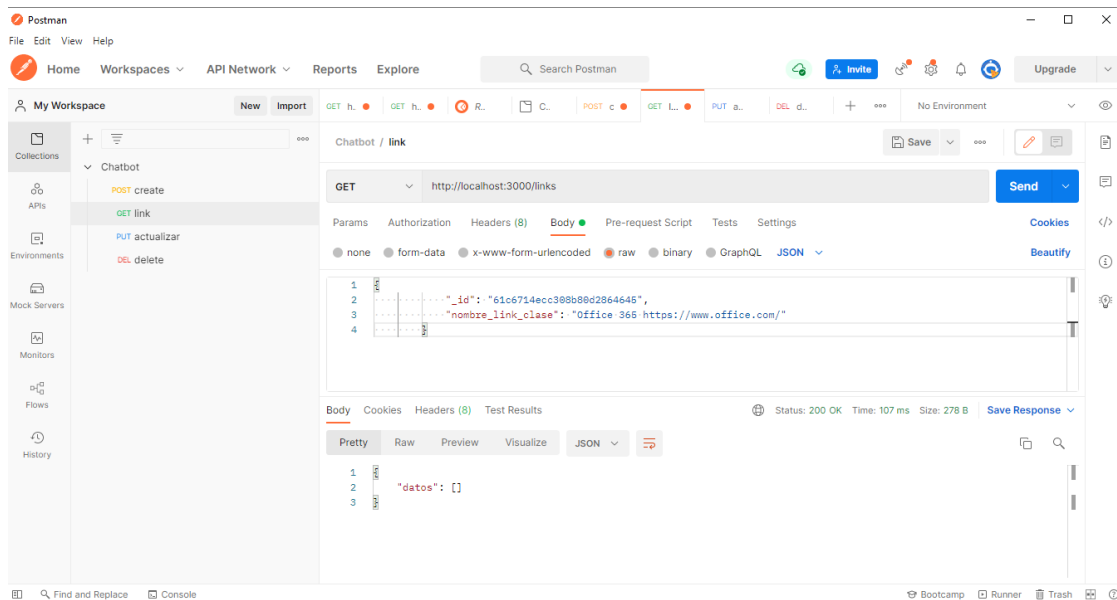 Postman
File Edit View Help
Home Workspaces API Network Reports Explore Search Postman Invite Upgrade
My Workspace New Import GET h.. GET h.. R.. C.. POST c GET l... PUT a.. DEL d.. No Environment
Collections
APIs
Environments
Mock Servers
Monitors
Flows
History
Chatbot
POST create
GET link
PUT actualizar
DEL delete
Chatbot / link Save
GET http://localhost:3000/links Send
Params Authorization Headers (8) Body Pre-request Script Tests Settings Cookies
none form-data x-www-form-urlencoded raw binary GraphQL JSON Beautify
1 {
2 "_id": "61c6714ecc308b80d2864645",
3 "nombre_link_clase": "Office 365 https://www.office.com/"
4 }
Body Cookies Headers (8) Test Results Status: 200 OK Time: 107 ms Size: 278 B Save Response
Pretty Raw Preview Visualize JSON
1 {
2 "datos": []
3 }
Find and Replace Console Bootcamp Runner Trash